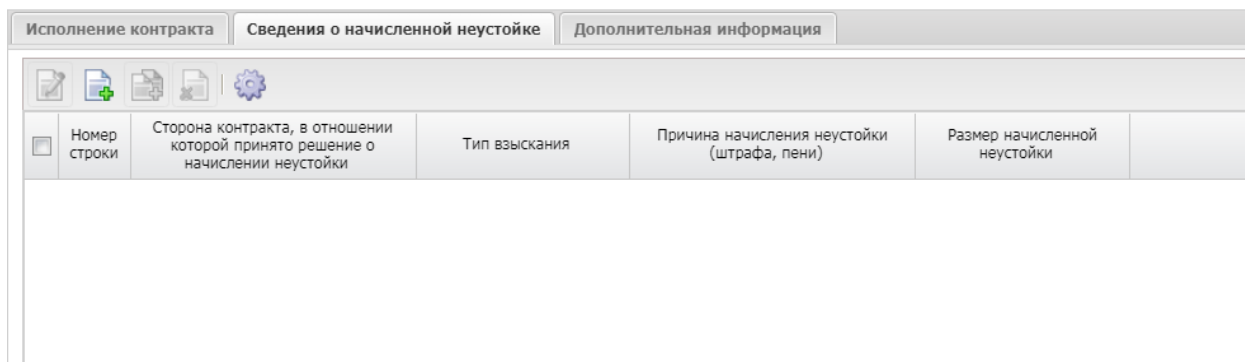 Исполнение контракта Сведения о начисленной неустойке Дополнительная информация
Номер строки
Сторона контракта, в отношении
которой принято решение о
начислении неустойки
Тип взыскания
Причина начисления неустойки
(штрафа, пени)
Размер начисленной
неустойки